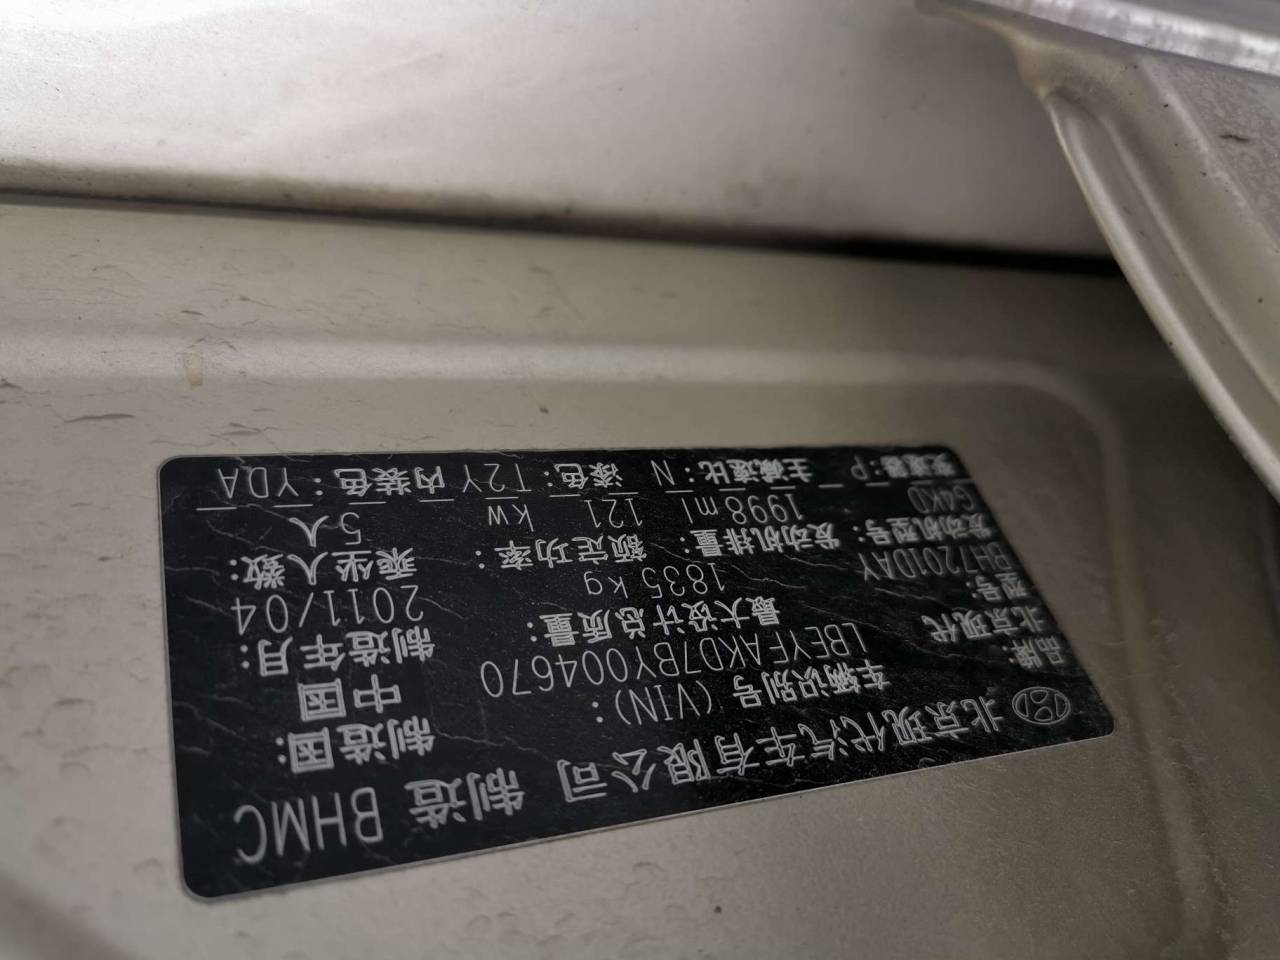 北京现代汽车有限公司 制造 BHMC
品牌: 车辆识别号 (VIN): 制造国:
北京现代 LBEYFAKD7BY004670 中国
型号: 最大设计总质量: 制造年月:
BH7201DAY 1835 kg 2011/04
发动机型号: 发动机排量: 额定功率: 乘坐人数:
G4KD 1998 ml 121 kw 5人
变速器: P 主减速比: N 漆色: T2Y 内装色: YDA